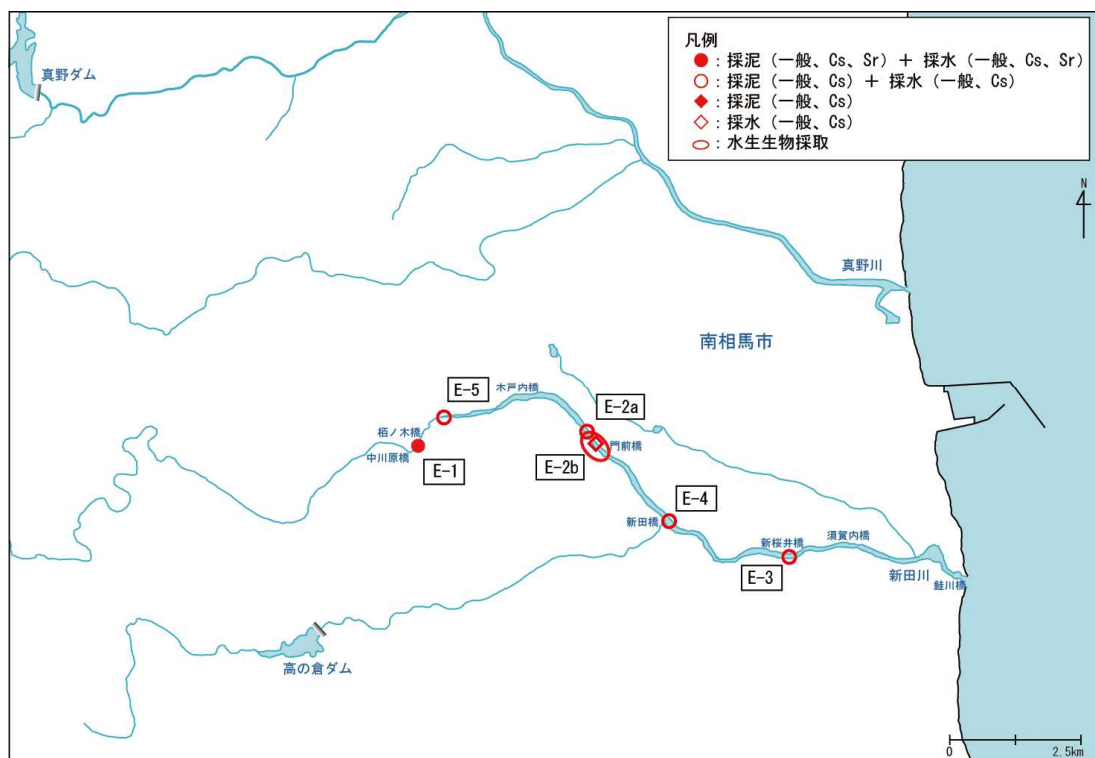 凡例
●：採泥（一般、Cs、Sr）＋ 採水（一般、Cs、Sr）
○：採泥（一般、Cs）＋ 採水（一般、Cs）
◆：採泥（一般、Cs）
◇：採水（一般、Cs）
⬭：水生生物採取
真野ダム
N
真野川
南相馬市
木戸内橋
E-5
E-2a
栢ノ木橋
中川原橋
門前橋
E-1
E-2b
E-4
新田橋
新桜井橋
須賀内橋
E-3
新田川
鮭川橋
高の倉ダム
0
2.5km